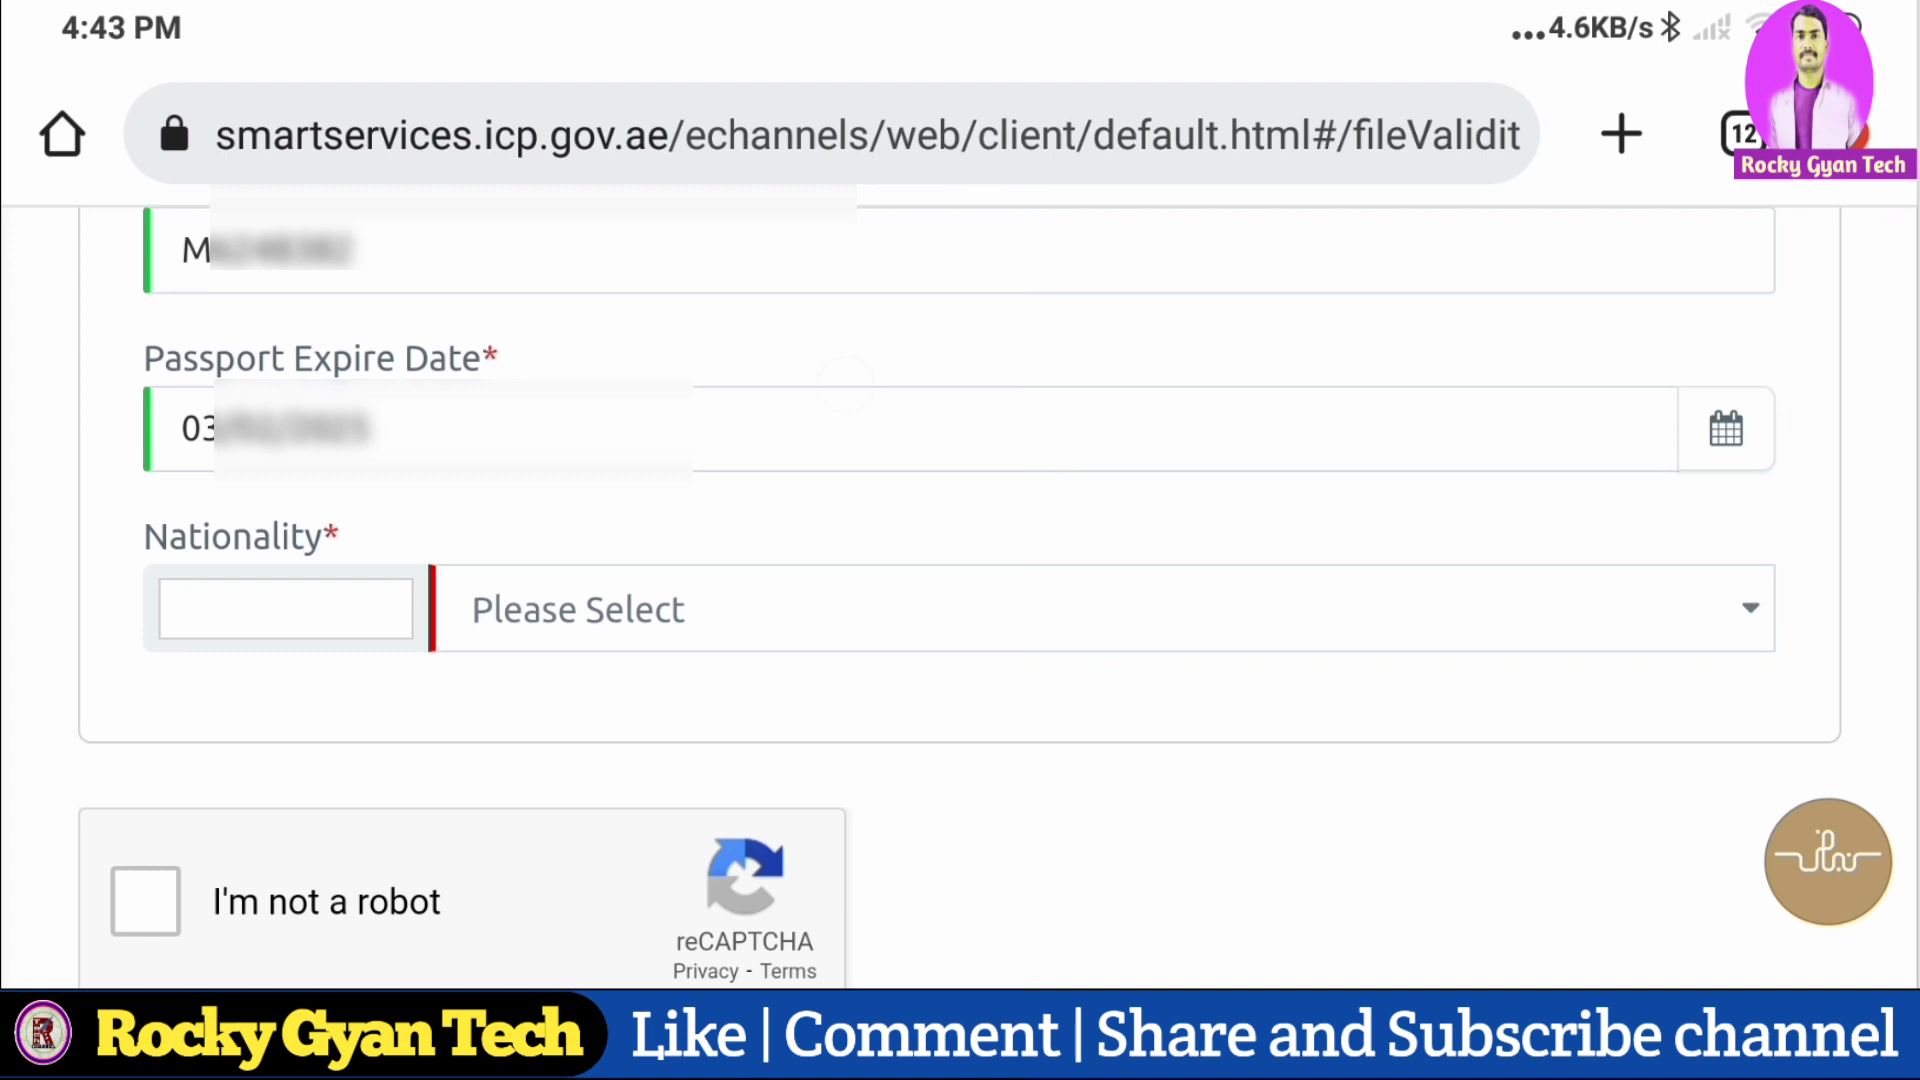 4:43 PM
...4.6KB/s
smartservices.icp.gov.ae/echannels/web/client/default.html#/fileValidit
12
Rocky Gyan Tech
M
Passport Expire Date*
03
Nationality*
Please Select
I'm not a robot
reCAPTCHA
Privacy - Terms
Rocky Gyan Tech
Like | Comment | Share and Subscribe channel